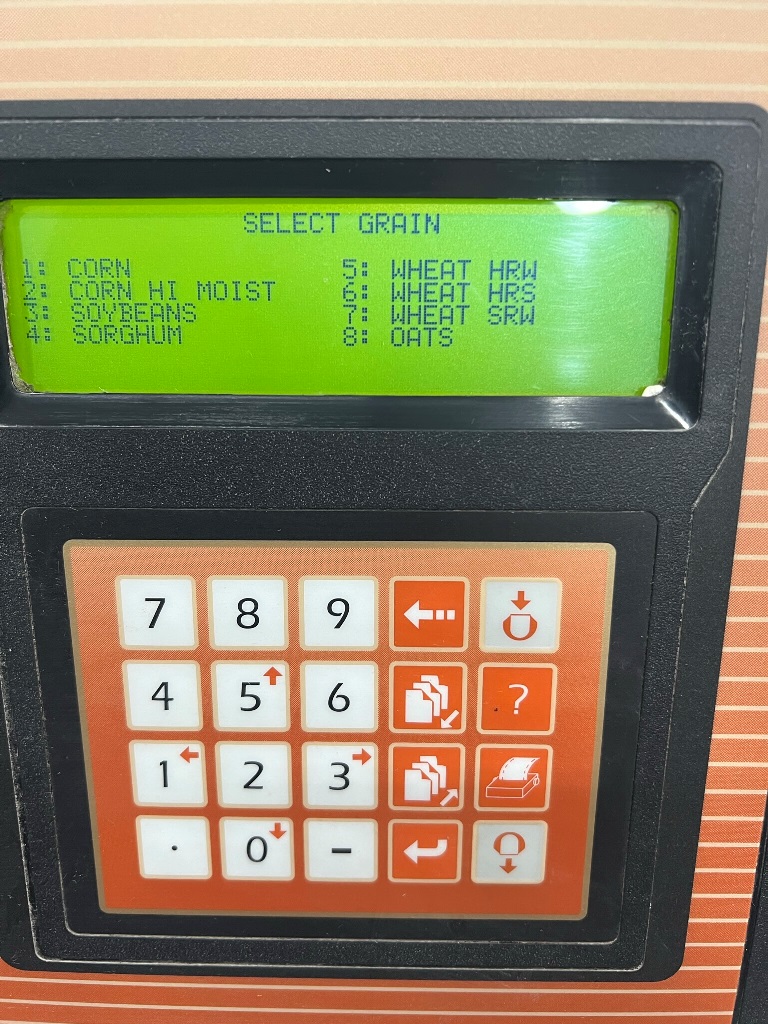 SELECT GRAIN
1: CORN
2: CORN HI MOIST
3: SOYBEANS
4: SORGHUM
5: WHEAT HRW
6: WHEAT HRS
7: WHEAT SRW
8: OATS
7 8 9
4 5 6 ?
1 2 3
. 0 -